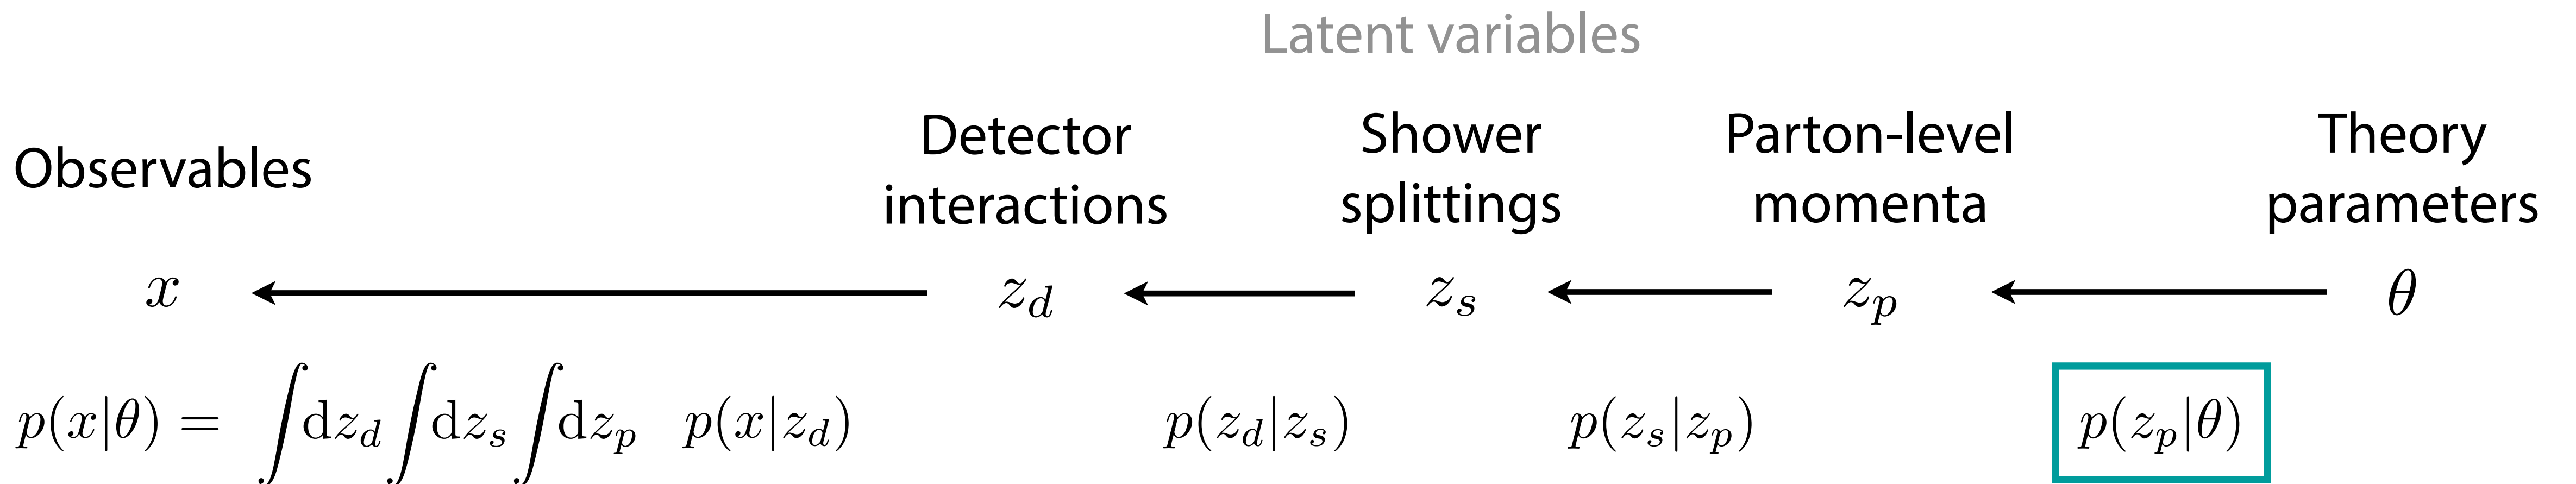 Latent variables
Observables
Detector
interactions
Shower
splittings
Parton-level
momenta
Theory
parameters
x ← z_d ← z_s ← z_p ← θ
p(x|θ) = ∫dz_d ∫dz_s ∫dz_p p(x|z_d) p(z_d|z_s) p(z_s|z_p) p(z_p|θ)